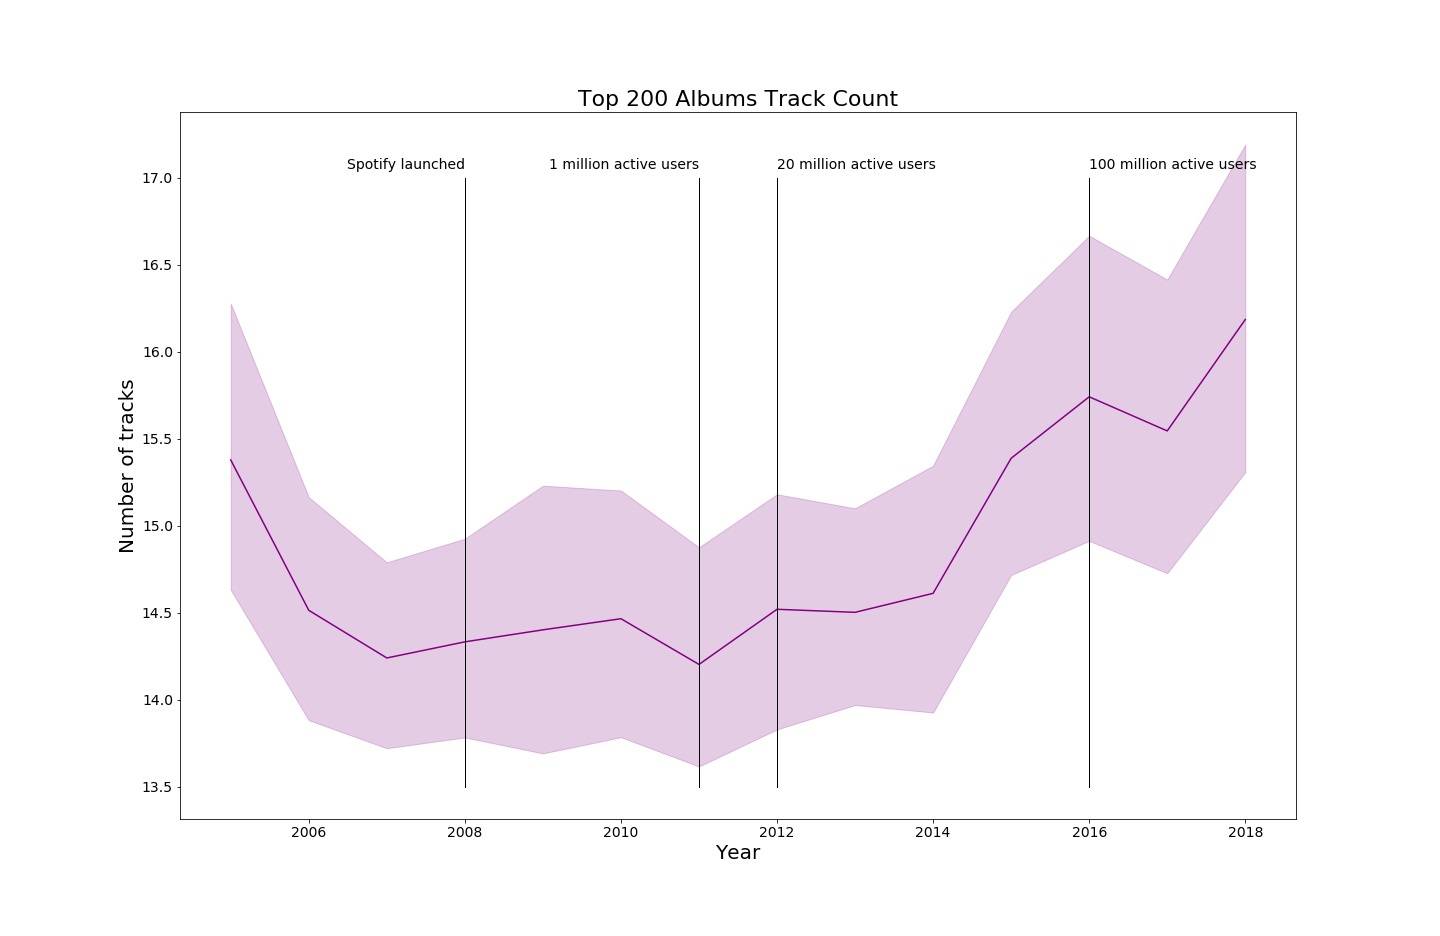 Top 200 Albums Track Count
Spotify launched
1 million active users
20 million active users
100 million active users
17.0
16.5
16.0
15.5
15.0
14.5
14.0
13.5
Number of tracks
2006
2008
2010
2012
2014
2016
2018
Year